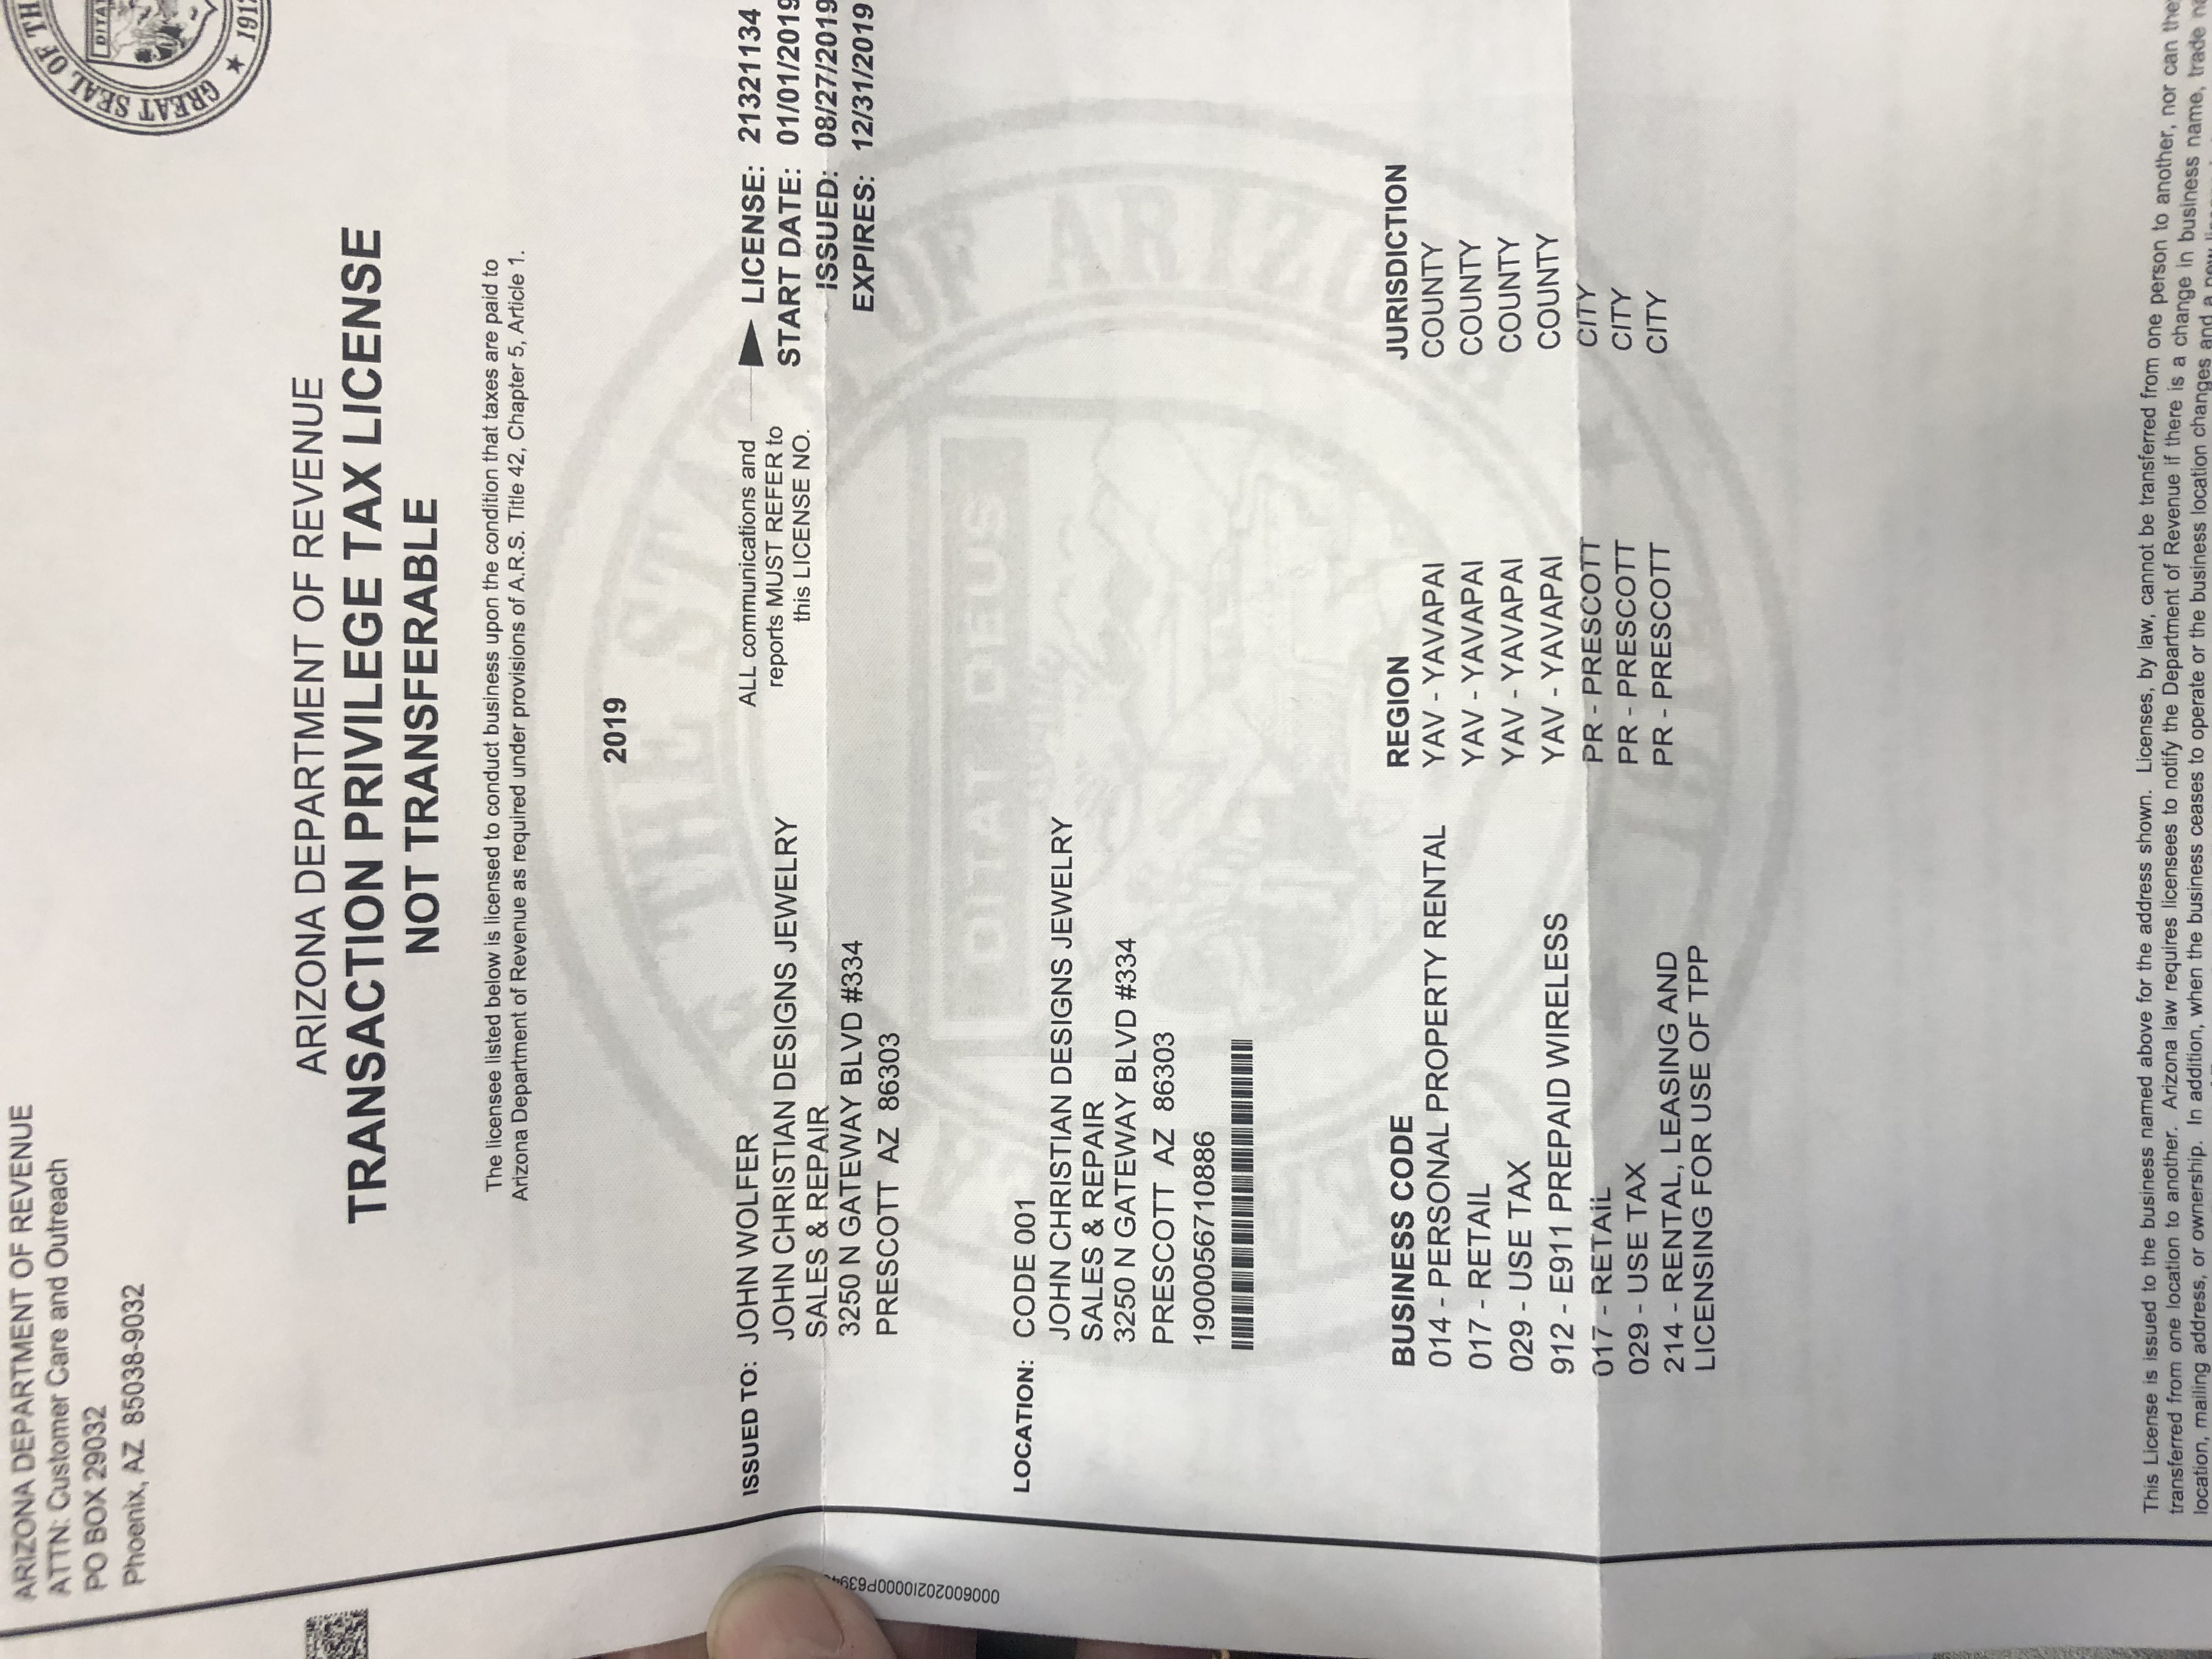 ARIZONA DEPARTMENT OF REVENUE
ATTN: Customer Care and Outreach
PO BOX 29032
Phoenix, AZ 85038-9032
GREAT SEAL OF TH
DITA
1912
ARIZONA DEPARTMENT OF REVENUE
TRANSACTION PRIVILEGE TAX LICENSE
NOT TRANSFERABLE
The licensee listed below is licensed to conduct business upon the condition that taxes are paid to
Arizona Department of Revenue as required under provisions of A.R.S. Title 42, Chapter 5, Article 1.
2019
ISSUED TO: JOHN WOLFER
JOHN CHRISTIAN DESIGNS JEWELRY
SALES & REPAIR
3250 N GATEWAY BLVD #334
PRESCOTT AZ 86303
ALL communications and
reports MUST REFER to
this LICENSE NO.
LICENSE: 21321134
START DATE: 01/01/2019
ISSUED: 08/27/2019
EXPIRES: 12/31/2019
LOCATION: CODE 001
JOHN CHRISTIAN DESIGNS JEWELRY
SALES & REPAIR
3250 N GATEWAY BLVD #334
PRESCOTT AZ 86303
1900056710886
DITAT DEUS
BUSINESS CODE REGION JURISDICTION
014 - PERSONAL PROPERTY RENTAL YAV - YAVAPAI COUNTY
017 - RETAIL YAV - YAVAPAI COUNTY
029 - USE TAX YAV - YAVAPAI COUNTY
912 - E911 PREPAID WIRELESS YAV - YAVAPAI COUNTY
017 - RETAIL PR - PRESCOTT CITY
029 - USE TAX PR - PRESCOTT CITY
214 - RENTAL, LEASING AND PR - PRESCOTT CITY
LICENSING FOR USE OF TPP
This License is issued to the business named above for the address shown. Licenses, by law, cannot be transferred from one person to another, nor can the
transferred from one location to another. Arizona law requires licensees to notify the Department of Revenue if there is a change in business name, trade
location, mailing address, or ownership. In addition, when the business ceases to operate or the business location changes and a new